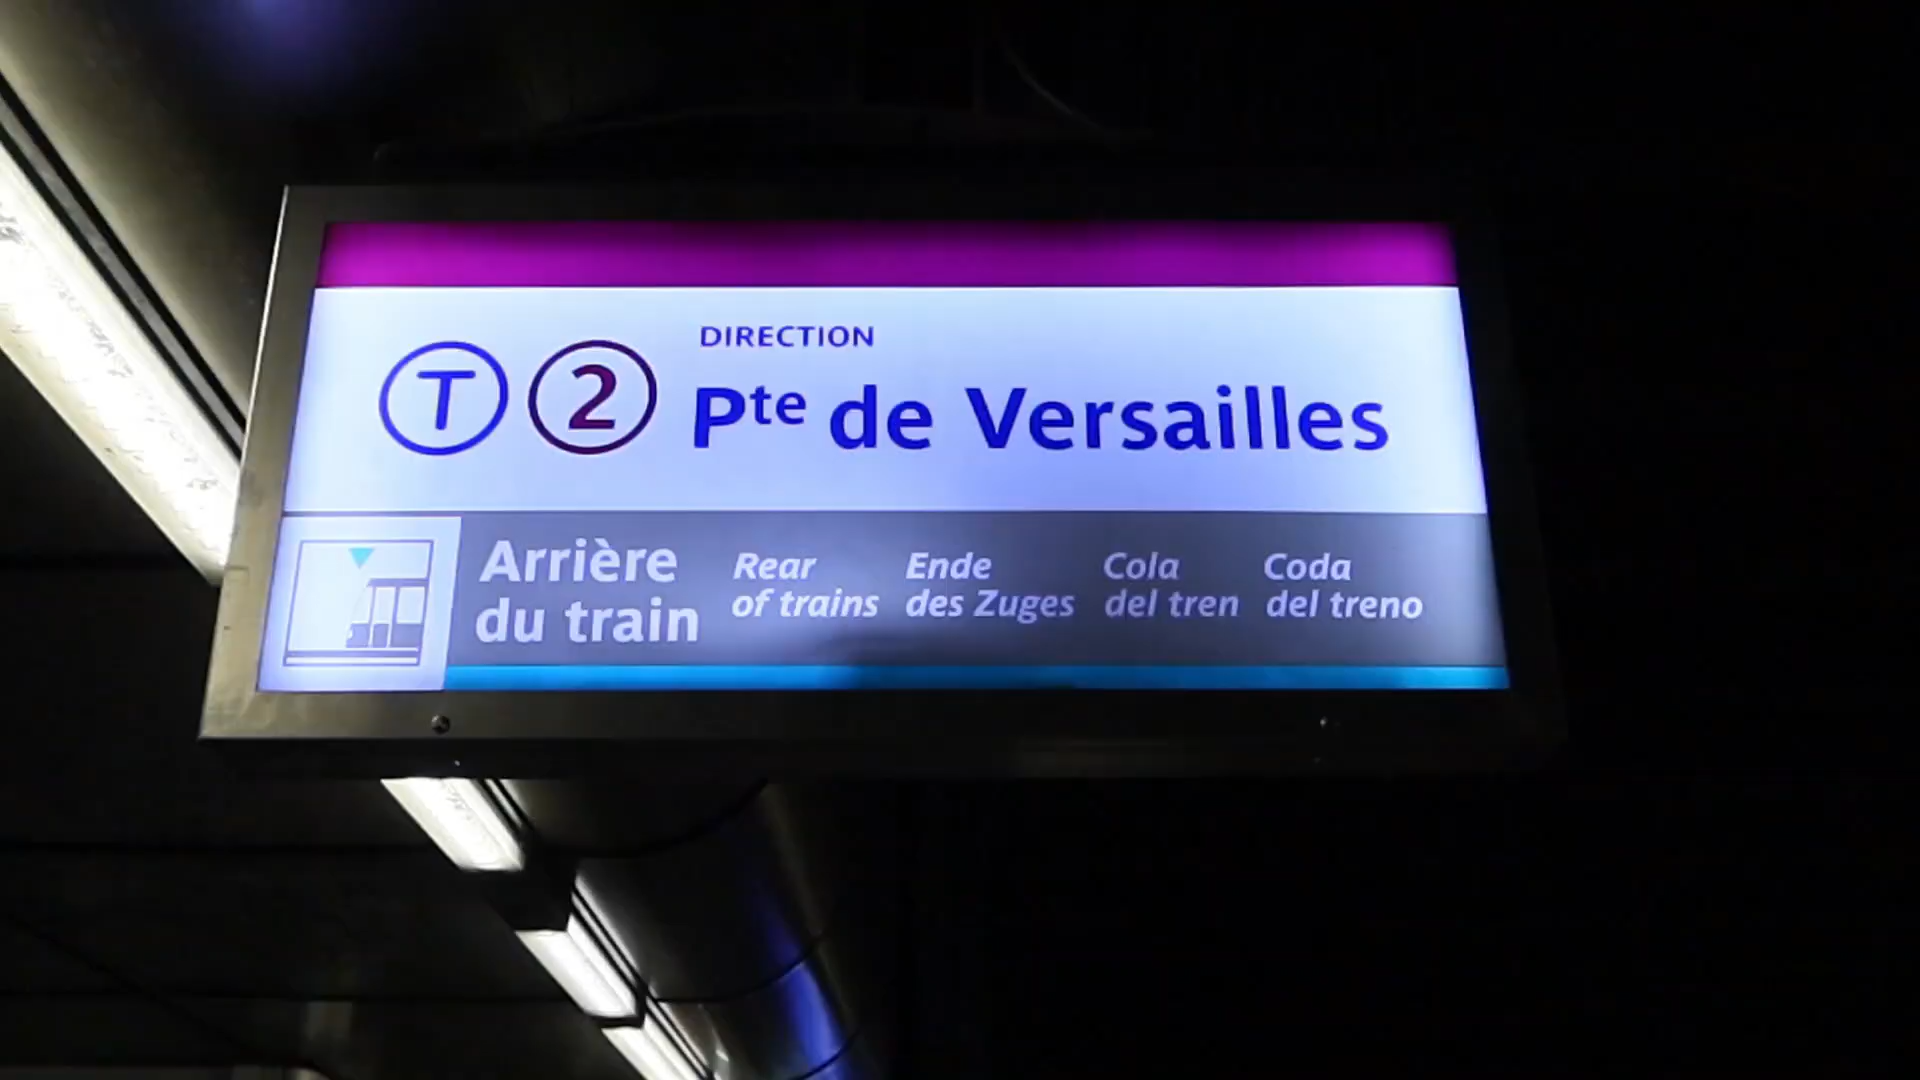 DIRECTION
T 2 Pte de Versailles
Arrière
du train
Rear
of trains
Ende
des Zuges
Cola
del tren
Coda
del treno